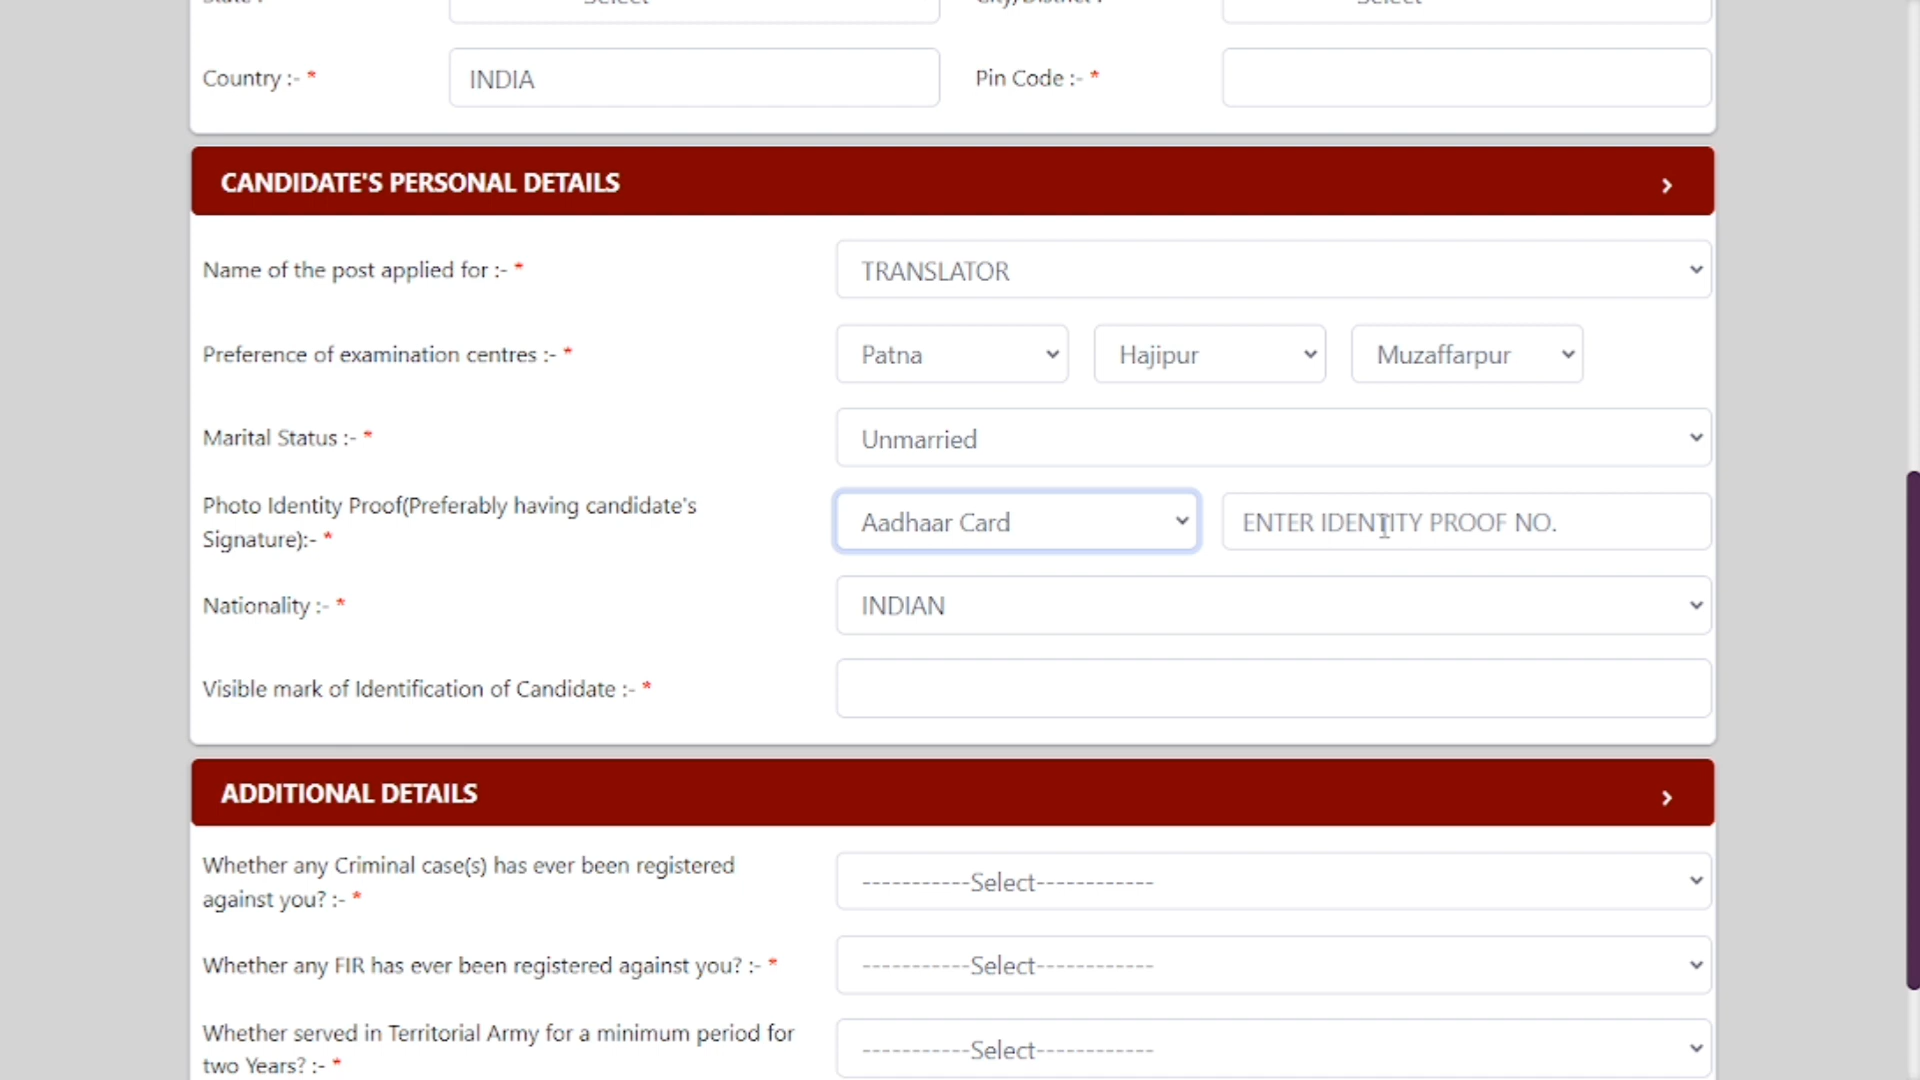 Country :- * INDIA Pin Code :- *
CANDIDATE'S PERSONAL DETAILS
Name of the post applied for :- * TRANSLATOR
Preference of examination centres :- * Patna Hajipur Muzaffarpur
Marital Status :- * Unmarried
Photo Identity Proof(Preferably having candidate's
Signature):- * Aadhaar Card ENTER IDENTITY PROOF NO.
Nationality :- * INDIAN
Visible mark of Identification of Candidate :- *
ADDITIONAL DETAILS
Whether any Criminal case(s) has ever been registered
against you? :- * -----------Select------------
Whether any FIR has ever been registered against you? :- * -----------Select------------
Whether served in Territorial Army for a minimum period for
two Years? :- * -----------Select------------